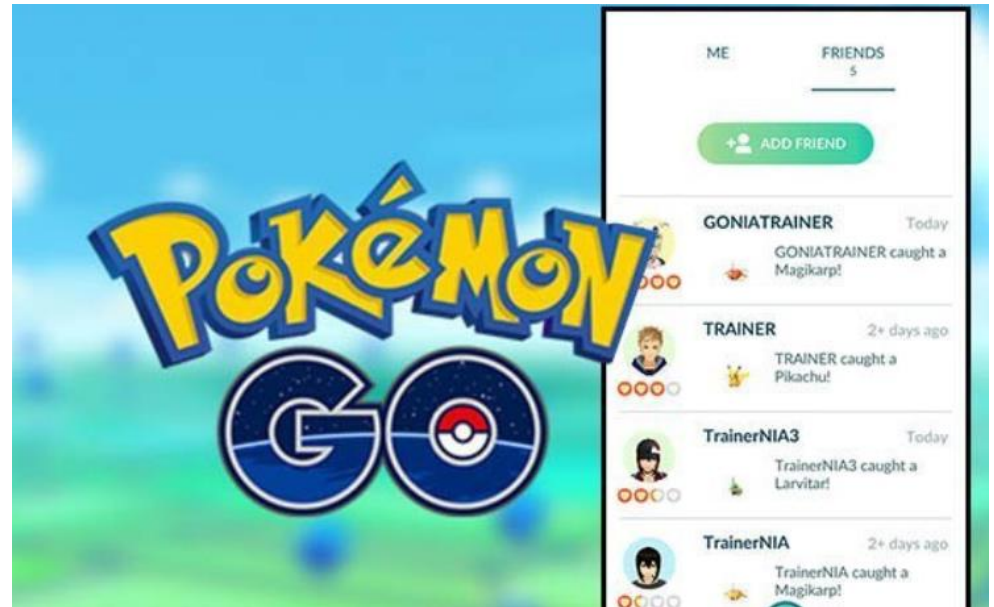 POKéMON
GO
ME
FRIENDS
5
ADD FRIEND
GONIATRAINER
Today
GONIATRAINER caught a
Magikarp!
TRAINER
2+ days ago
TRAINER caught a
Pikachu!
TrainerNIA3
Today
TrainerNIA3 caught a
Larvitar!
TrainerNIA
2+ days ago
TrainerNIA caught a
Magikarp!